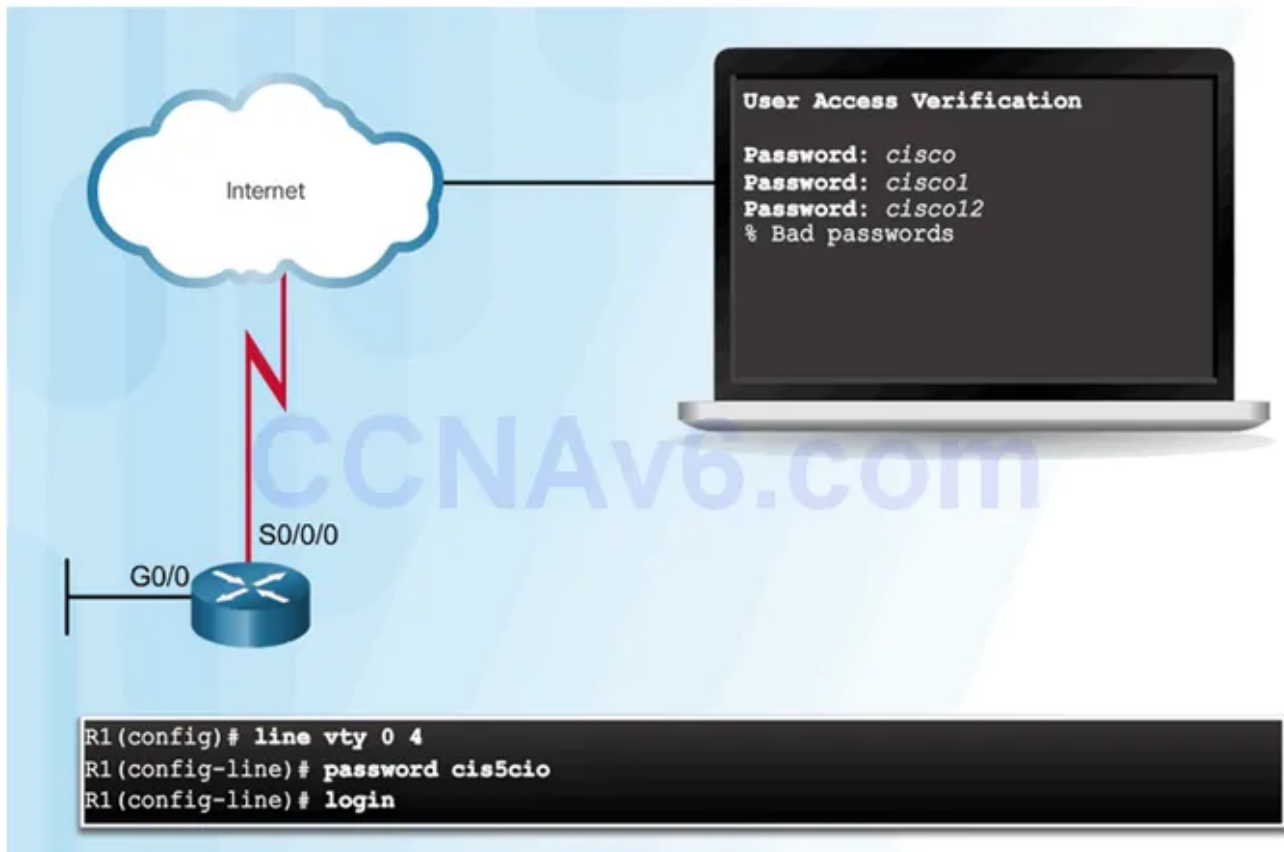 User Access Verification
Password: cisco
Password: cisco1
Password: cisco12
% Bad passwords
Internet
CCNAv6.com
S0/0/0
G0/0
R1(config)# line vty 0 4
R1(config-line)# password cis5cio
R1(config-line)# login